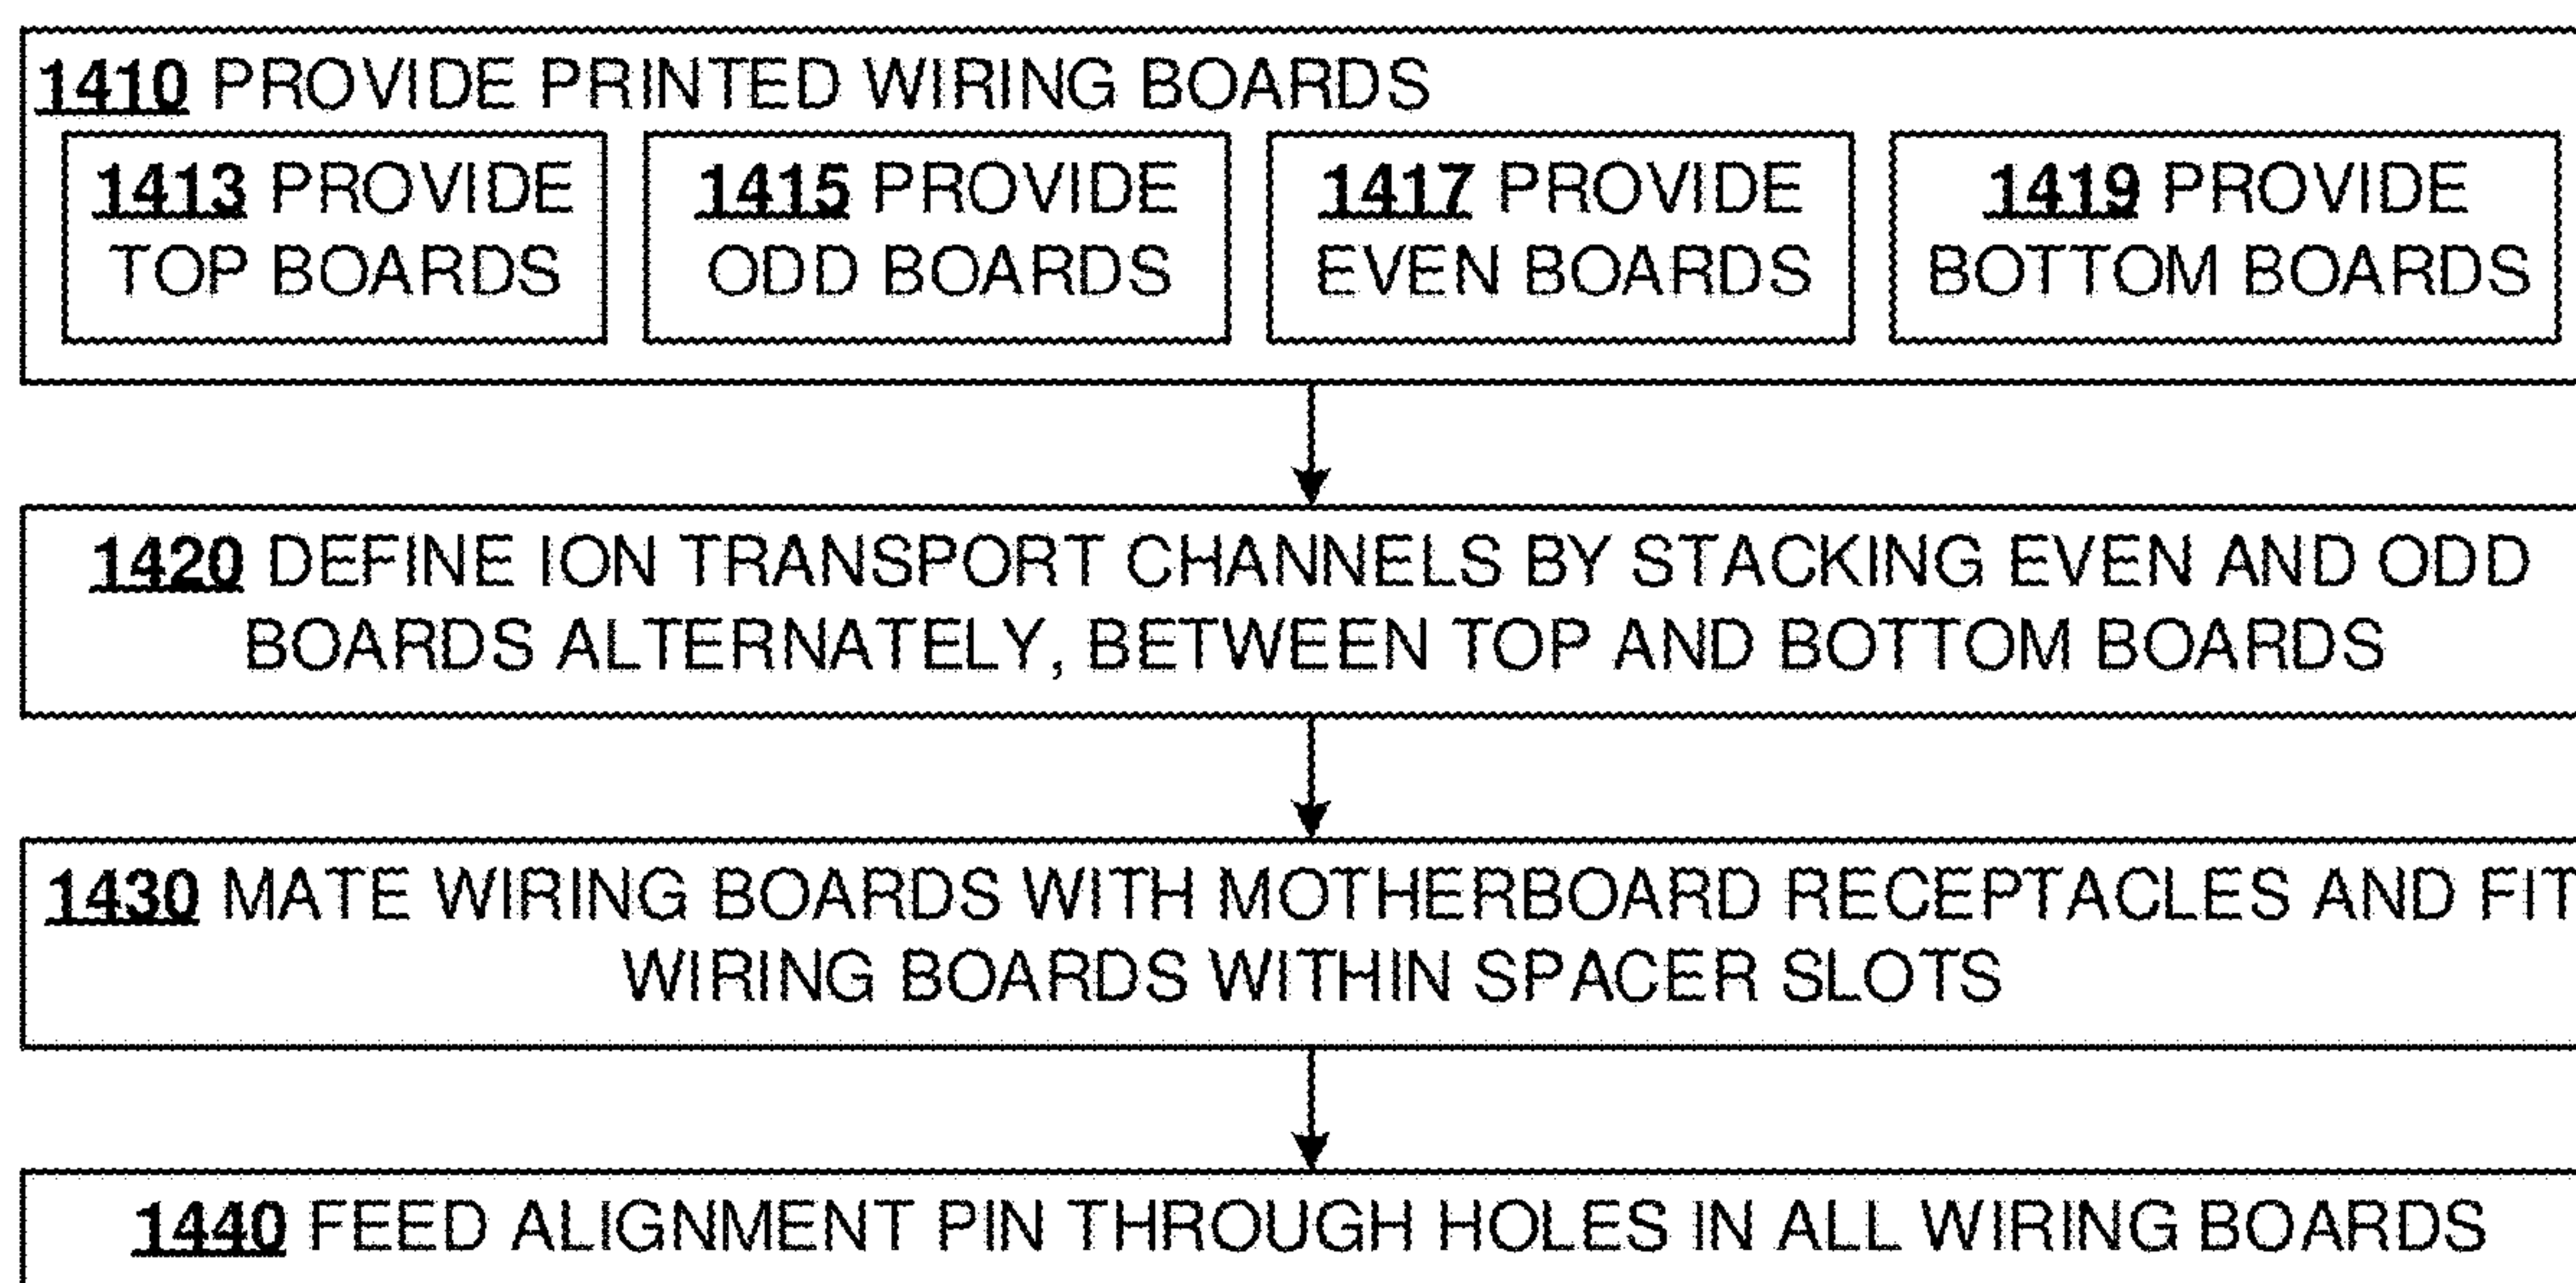 1410 PROVIDE PRINTED WIRING BOARDS
1413 PROVIDE
TOP BOARDS
1415 PROVIDE
ODD BOARDS
1417 PROVIDE
EVEN BOARDS
1419 PROVIDE
BOTTOM BOARDS
1420 DEFINE ION TRANSPORT CHANNELS BY STACKING EVEN AND ODD
BOARDS ALTERNATELY, BETWEEN TOP AND BOTTOM BOARDS
1430 MATE WIRING BOARDS WITH MOTHERBOARD RECEPTACLES AND FIT
WIRING BOARDS WITHIN SPACER SLOTS
1440 FEED ALIGNMENT PIN THROUGH HOLES IN ALL WIRING BOARDS